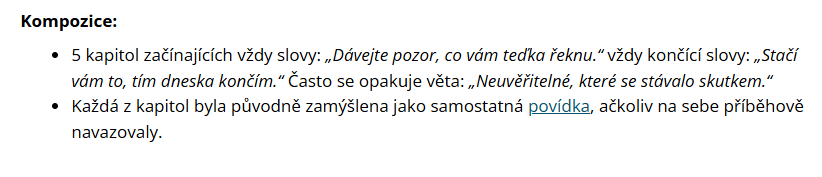 Kompozice:
• 5 kapitol začínajících vždy slovy: „Dávejte pozor, co vám teďka řeknu.“ vždy končící slovy: „Stačí
vám to, tím dneska končím.“ Často se opakuje věta: „Neuvěřitelné, které se stávalo skutkem.“
• Každá z kapitol byla původně zamýšlena jako samostatná povídka, ačkoliv na sebe příběhově
navazovaly.